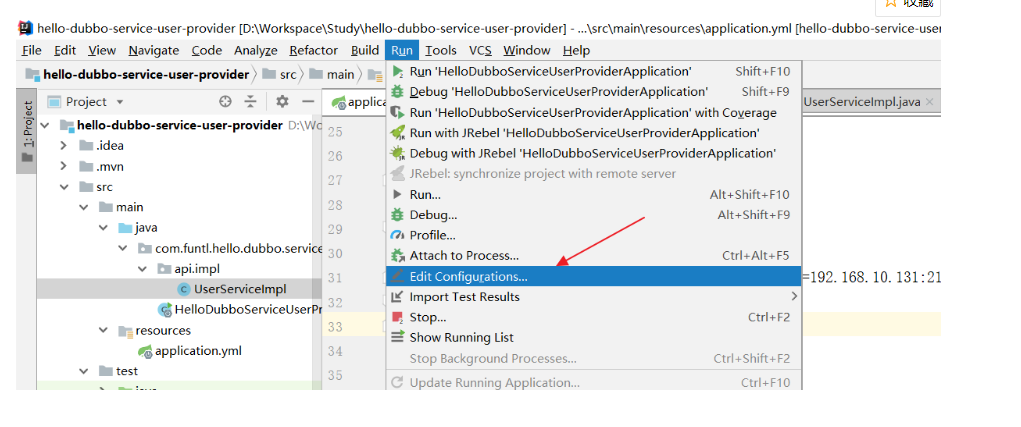 收藏
hello-dubbo-service-user-provider [D:\Workspace\Study\hello-dubbo-service-user-provider] - ...\src\main\resources\application.yml [hello-dubbo-service-user
File Edit View Navigate Code Analyze Refactor Build Run Tools VCS Window Help
hello-dubbo-service-user-provider src main
Run 'HelloDubboServiceUserProviderApplication' Shift+F10
Debug 'HelloDubboServiceUserProviderApplication' Shift+F9
Run 'HelloDubboServiceUserProviderApplication' with Coverage
Run with JRebel 'HelloDubboServiceUserProviderApplication'
Debug with JRebel 'HelloDubboServiceUserProviderApplication'
JRebel: synchronize project with remote server
Run... Alt+Shift+F10
Debug... Alt+Shift+F9
Profile...
Attach to Process... Ctrl+Alt+F5
Edit Configurations...
Import Test Results
Stop... Ctrl+F2
Show Running List
Stop Background Processes... Ctrl+Shift+F2
Update Running Application... Ctrl+F10
1: Project
Project
applica
UserServiceImpl.java
hello-dubbo-service-user-provider D:\Wo
.idea
.mvn
src
main
java
com.funtl.hello.dubbo.service
api.impl
UserServiceImpl
HelloDubboServiceUserPr
resources
application.yml
test
java
25
26
27
28
29
30
31 =192.168.10.131:21
32
33
34
35